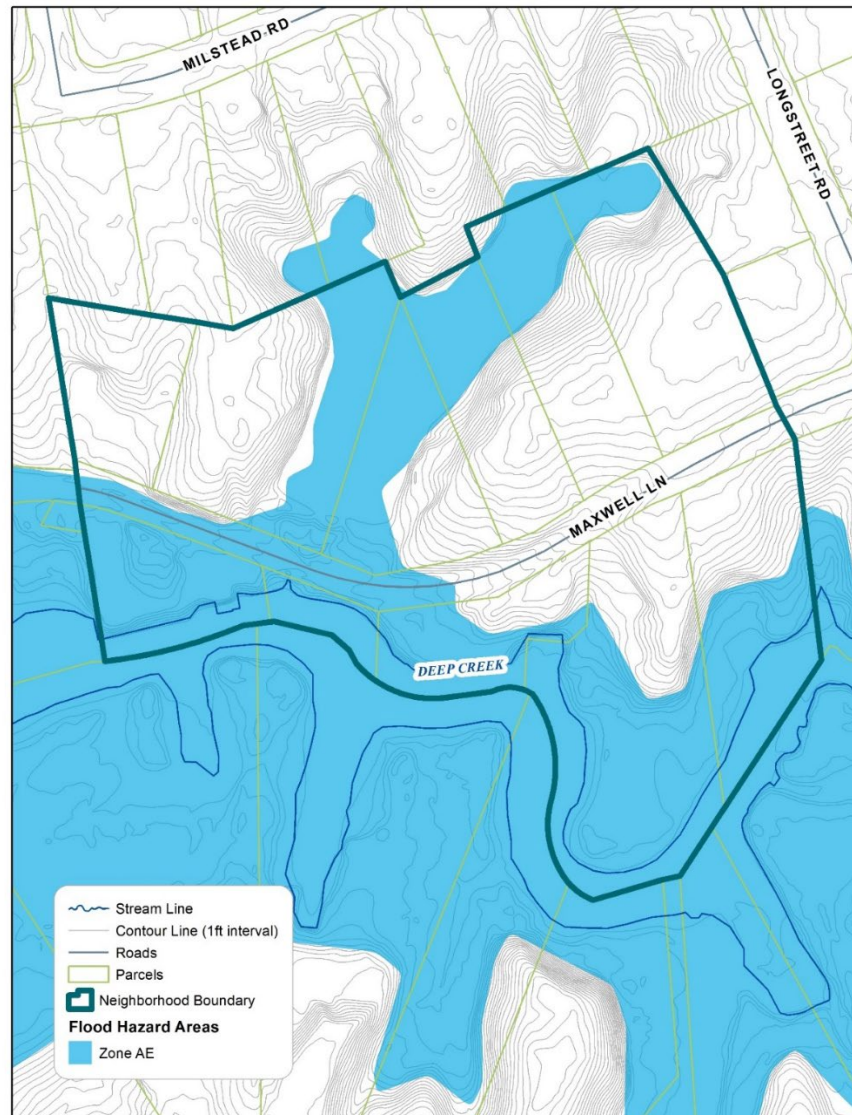 MILSTEAD RD
LONGSTREET RD
MAXWELL LN
DEEP CREEK
Stream Line
Contour Line (1ft interval)
Roads
Parcels
Neighborhood Boundary
Flood Hazard Areas
Zone AE